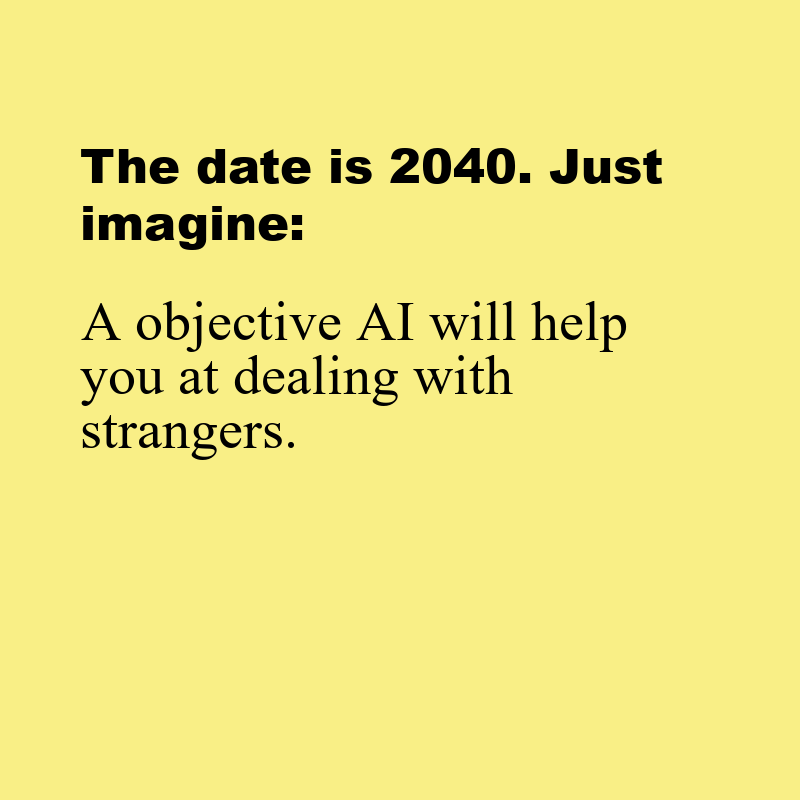 The date is 2040. Just
imagine:
A objective AI will help
you at dealing with
strangers.